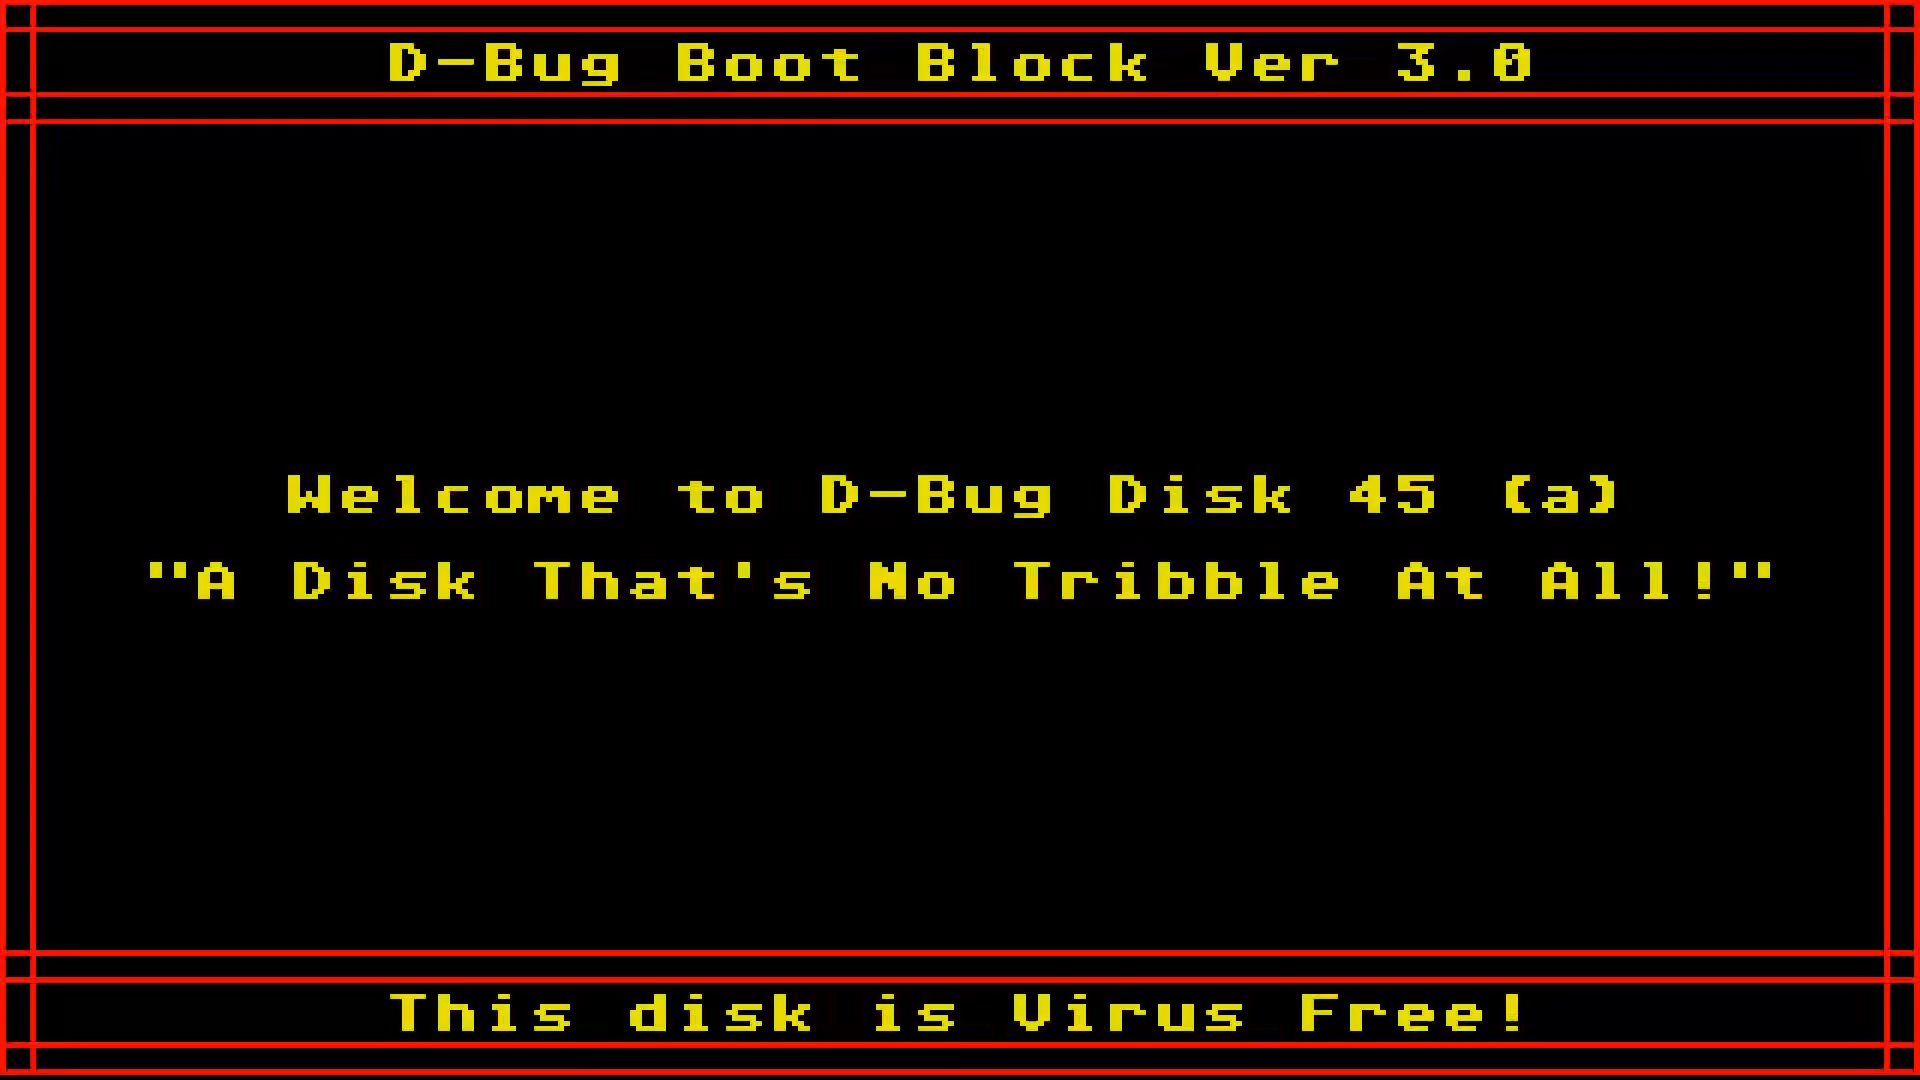 D-Bug Boot Block Ver 3.0
Welcome to D-Bug Disk 45 (a)
"A Disk That's No Tribble At All!"
This disk is Virus Free!